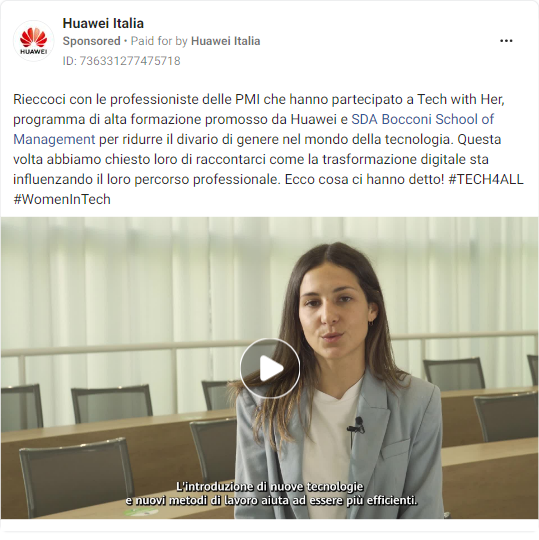 Huawei Italia
Sponsored • Paid for by Huawei Italia
ID: 736331277475718
HUAWEI
Rieccoci con le professioniste delle PMI che hanno partecipato a Tech with Her,
programma di alta formazione promosso da Huawei e SDA Bocconi School of
Management per ridurre il divario di genere nel mondo della tecnologia. Questa
volta abbiamo chiesto loro di raccontarci come la trasformazione digitale sta
influenzando il loro percorso professionale. Ecco cosa ci hanno detto! #TECH4ALL
#WomenInTech
L'introduzione di nuove tecnologie
e nuovi metodi di lavoro aiuta ad essere più efficienti.